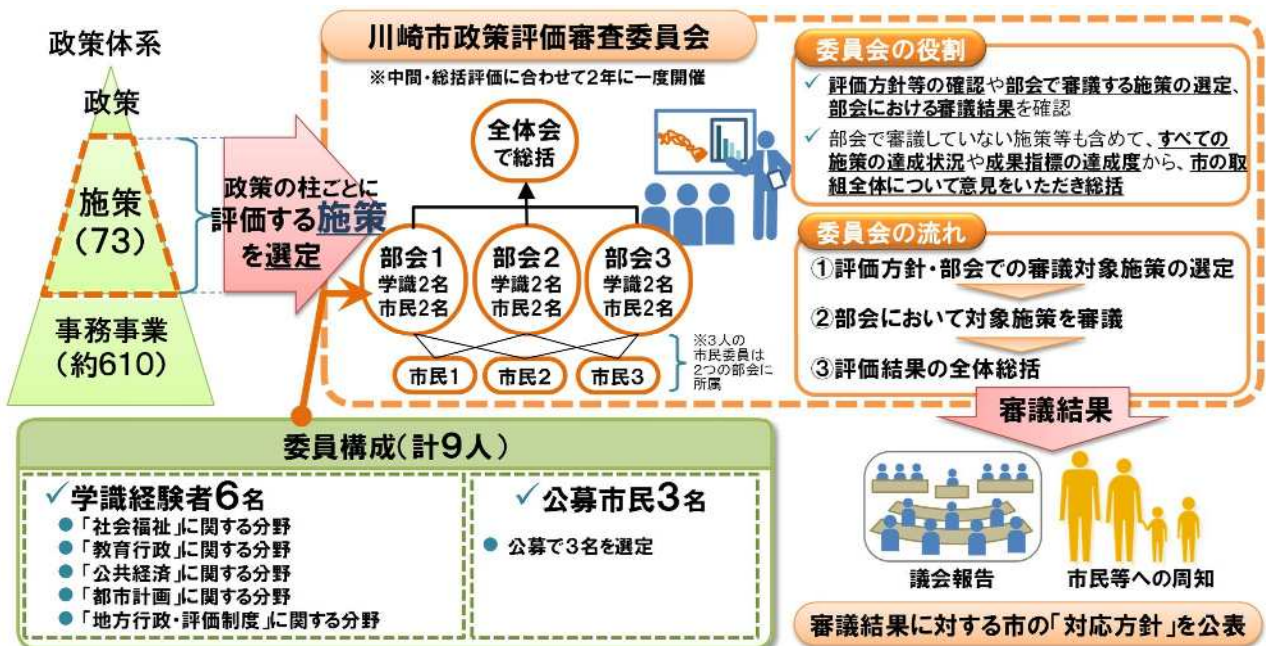 政策体系
政策
施策
(73)
事務事業
(約610)
政策の柱ごとに
評価する施策
を選定
川崎市政策評価審査委員会
※中間・総括評価に合わせて2年に一度開催
全体会
で総括
部会1
学識2名
市民2名
部会2
学識2名
市民2名
部会3
学識2名
市民2名
市民1
市民2
市民3
※3人の
市民委員は
2つの部会に
所属
委員会の役割
✓ 評価方針等の確認や部会で審議する施策の選定、
部会における審議結果を確認
✓ 部会で審議していない施策等も含めて、すべての
施策の達成状況や成果指標の達成度から、市の取
組全体について意見をいただき総括
委員会の流れ
①評価方針・部会での審議対象施策の選定
②部会において対象施策を審議
③評価結果の全体総括
審議結果
議会報告
市民等への周知
審議結果に対する市の「対応方針」を公表
委員構成(計9人)
✓学識経験者6名
●「社会福祉」に関する分野
●「教育行政」に関する分野
●「公共経済」に関する分野
●「都市計画」に関する分野
●「地方行政・評価制度」に関する分野
✓公募市民3名
● 公募で3名を選定